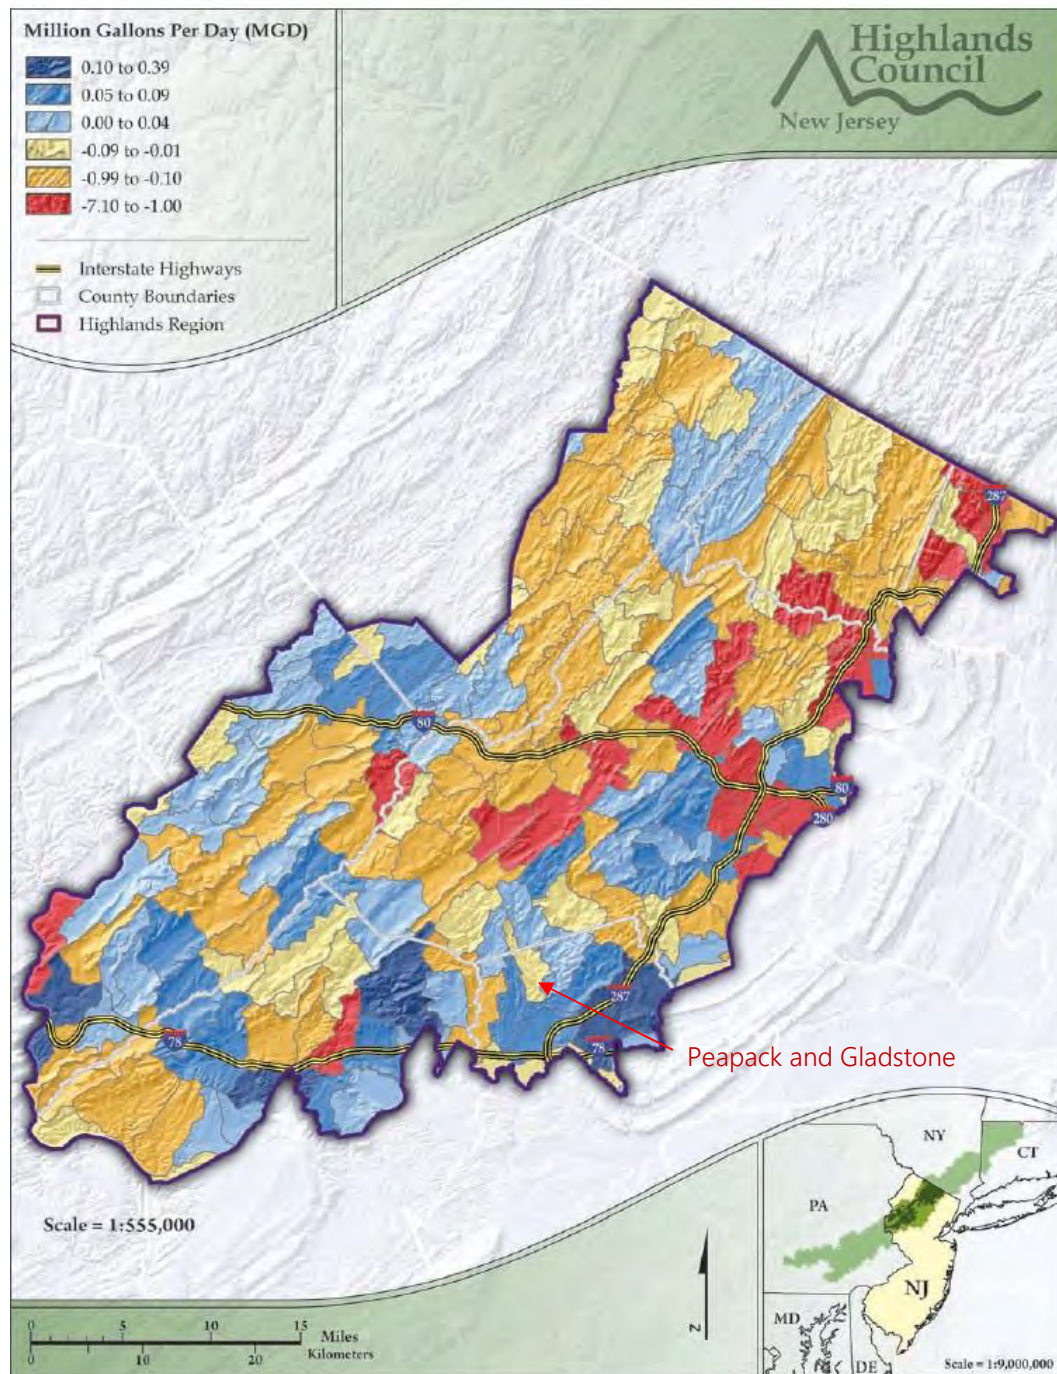 Million Gallons Per Day (MGD)
0.10 to 0.39
0.05 to 0.09
0.00 to 0.04
-0.09 to -0.01
-0.99 to -0.10
-7.10 to -1.00
Interstate Highways
County Boundaries
Highlands Region
Highlands
Council
New Jersey
287
80
80
280
287
78
78
Peapack and Gladstone
Scale = 1:555,000
0 5 10 15
Miles
Kilometers
0 10 20
N
NY
CT
PA
NJ
MD
DE
Scale = 1:9,000,000